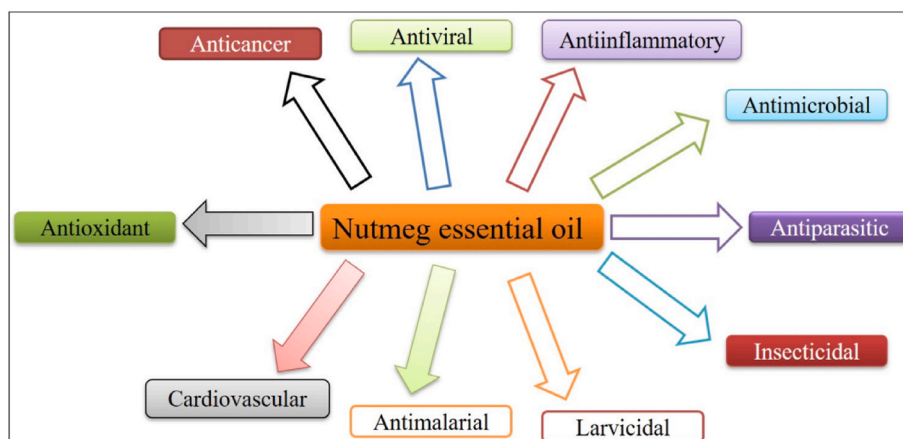 Anticancer
Antiviral
Antiinflammatory
Antimicrobial
Antioxidant
Nutmeg essential oil
Antiparasitic
Insecticidal
Cardiovascular
Antimalarial
Larvicidal